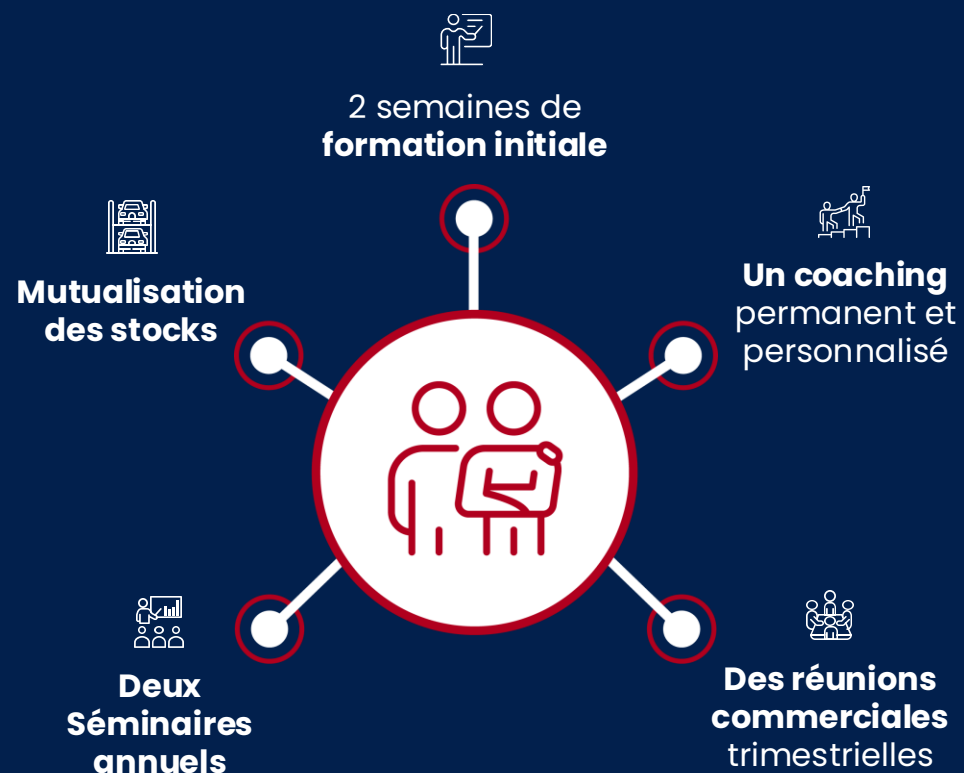 2 semaines de
formation initiale
Mutualisation
des stocks
Un coaching
permanent et
personnalisé
Deux
Séminaires
annuels
Des réunions
commerciales
trimestrielles